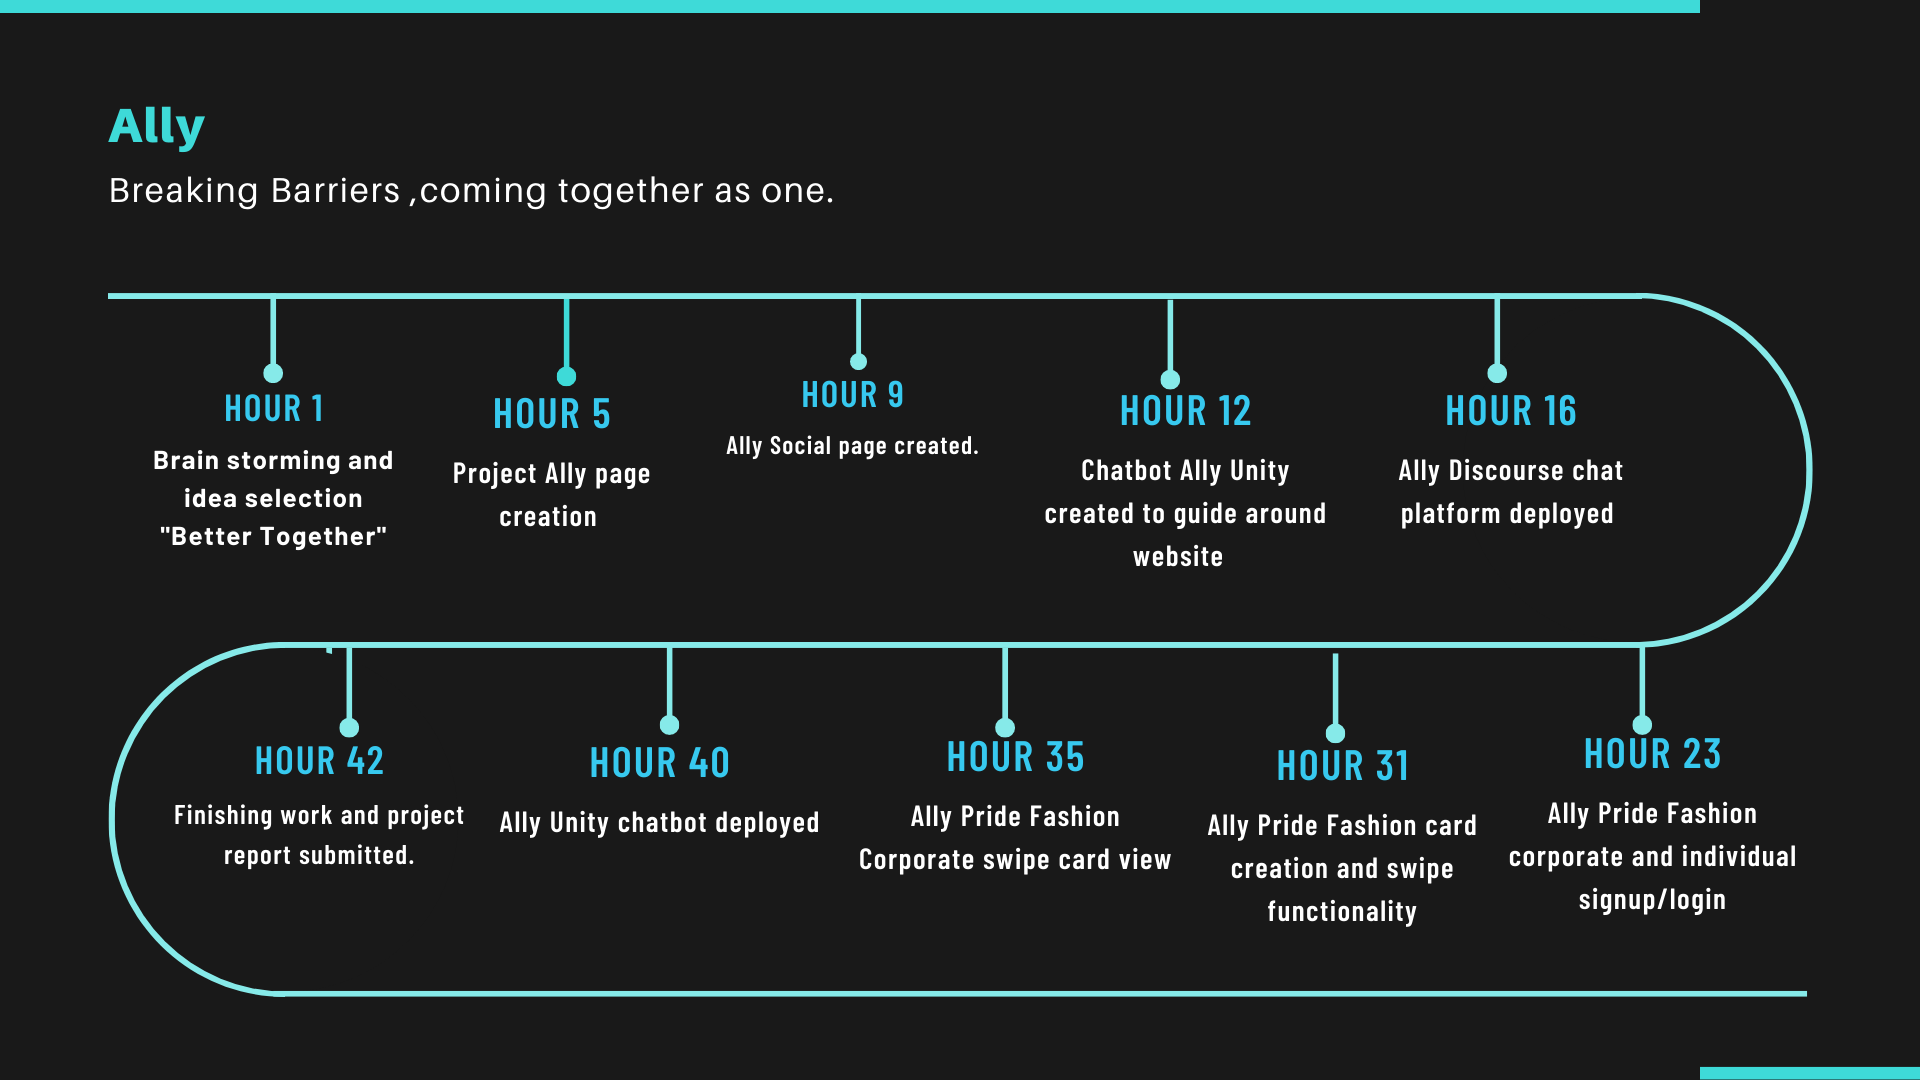 Ally
Breaking Barriers ,coming together as one.
HOUR 1
Brain storming and
idea selection
"Better Together"
HOUR 5
Project Ally page
creation
HOUR 9
Ally Social page created.
HOUR 12
Chatbot Ally Unity
created to guide around
website
HOUR 16
Ally Discourse chat
platform deployed
HOUR 23
Ally Pride Fashion
corporate and individual
signup/login
HOUR 31
Ally Pride Fashion card
creation and swipe
functionality
HOUR 35
Ally Pride Fashion
Corporate swipe card view
HOUR 40
Ally Unity chatbot deployed
HOUR 42
Finishing work and project
report submitted.